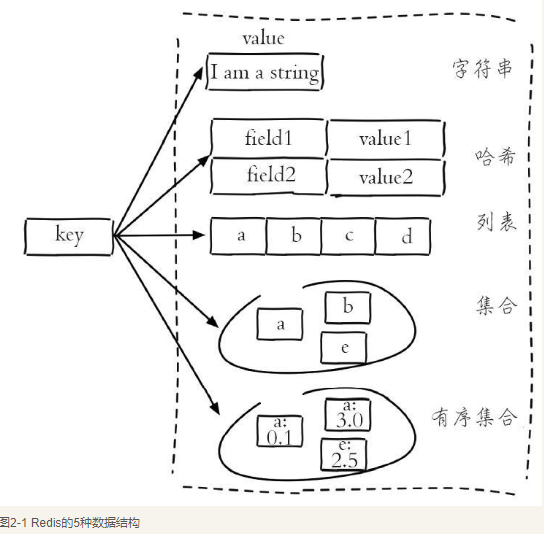 value
I am a string
字符串
field1 value1
哈希
field2 value2
列表
key
a b c d
集合
b
a
e
a:
3.0
a:
0.1
有序集合
e:
2.5
图2-1 Redis的5种数据结构